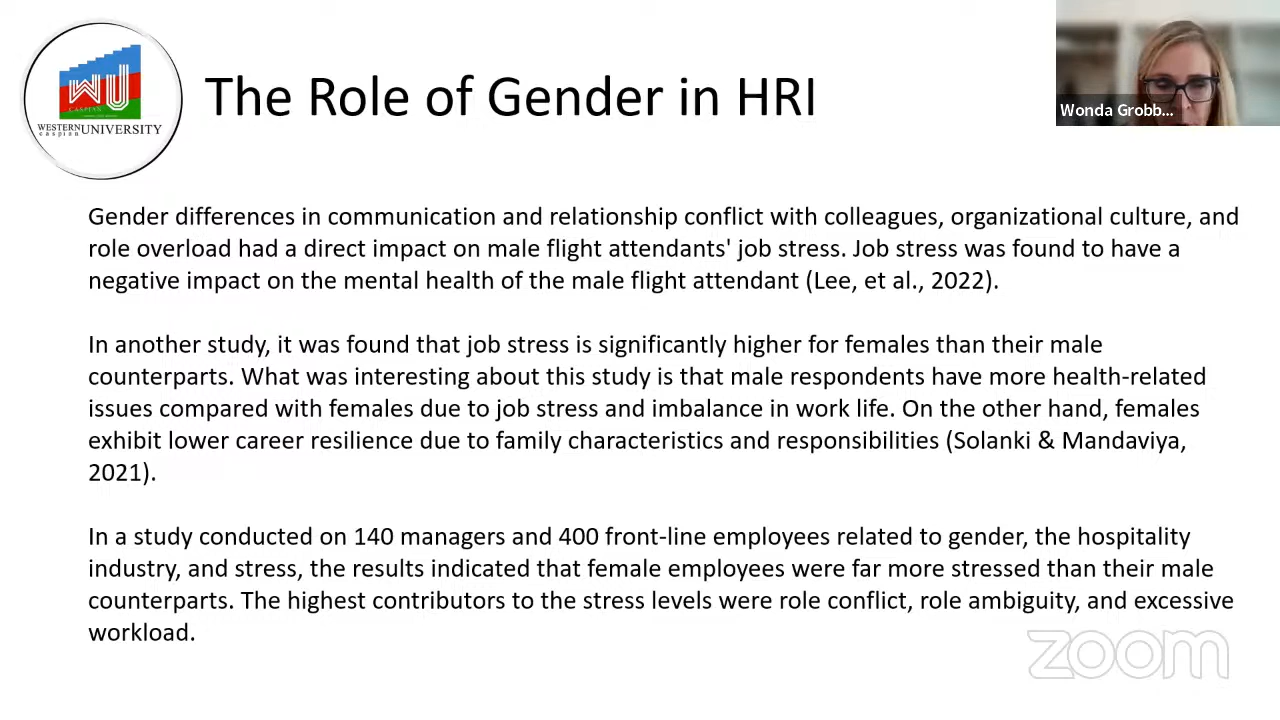 The Role of Gender in HRI
WU
CASPIAN
WESTERN UNIVERSITY
caspian
Wonda Grobb...
Gender differences in communication and relationship conflict with colleagues, organizational culture, and
role overload had a direct impact on male flight attendants' job stress. Job stress was found to have a
negative impact on the mental health of the male flight attendant (Lee, et al., 2022).
In another study, it was found that job stress is significantly higher for females than their male
counterparts. What was interesting about this study is that male respondents have more health-related
issues compared with females due to job stress and imbalance in work life. On the other hand, females
exhibit lower career resilience due to family characteristics and responsibilities (Solanki & Mandaviya,
2021).
In a study conducted on 140 managers and 400 front-line employees related to gender, the hospitality
industry, and stress, the results indicated that female employees were far more stressed than their male
counterparts. The highest contributors to the stress levels were role conflict, role ambiguity, and excessive
workload.
zoom